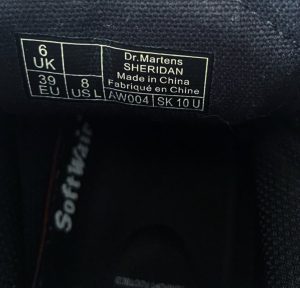 6 UK
39 EU 8 US L
Dr.Martens
SHERIDAN
Made in China
Fabriqué en Chine
AW004 SK 10 U
SoftWair